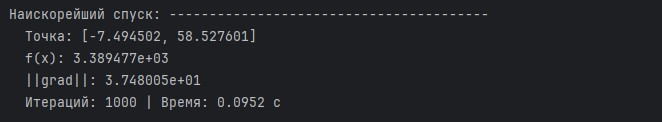 Наискорейший спуск: ----------------------------------------
Точка: [-7.494502, 58.527601]
f(x): 3.389477e+03
||grad||: 3.748005e+01
Итераций: 1000 | Время: 0.0952 с